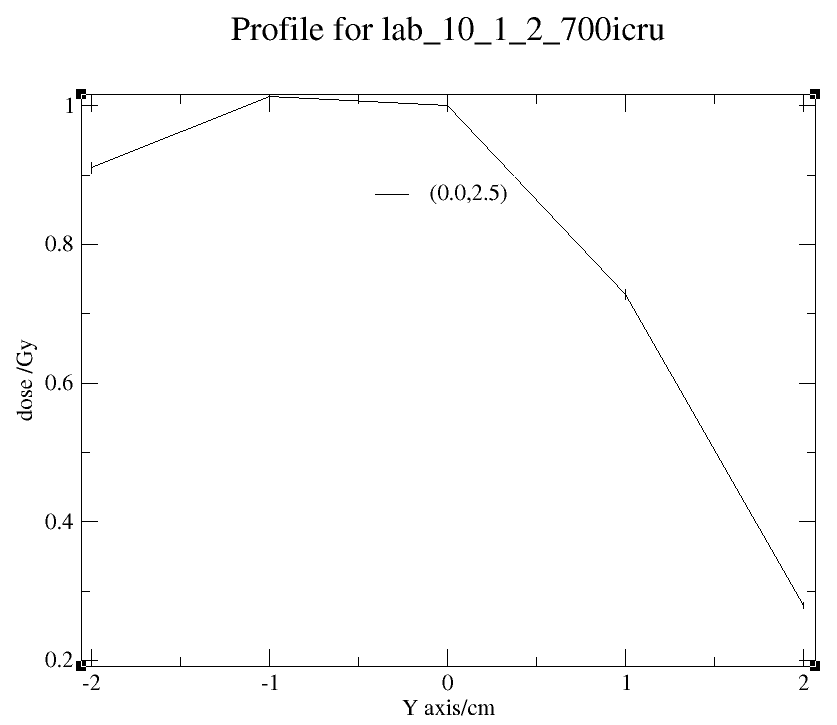 Profile for lab_10_1_2_700icru
1
(0.0,2.5)
0.8
dose /Gy
0.6
0.4
0.2
-2 -1 0 1 2
Y axis/cm